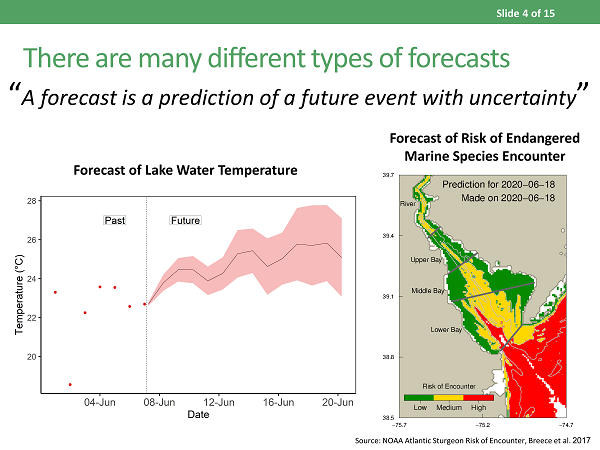 Slide 4 of 15
There are many different types of forecasts
“A forecast is a prediction of a future event with uncertainty”
Forecast of Lake Water Temperature
28
26
24
22
20
Temperature (°C)
Past
Future
04-Jun
08-Jun
12-Jun
16-Jun
20-Jun
Date
Forecast of Risk of Endangered
Marine Species Encounter
39.7
39.4
39.1
38.8
38.5
Prediction for 2020-06-18
Made on 2020-06-18
River
Upper Bay
Middle Bay
Lower Bay
Risk of Encounter
Low Medium High
-75.7
-75.2
-74.7
Source: NOAA Atlantic Sturgeon Risk of Encounter, Breece et al. 2017